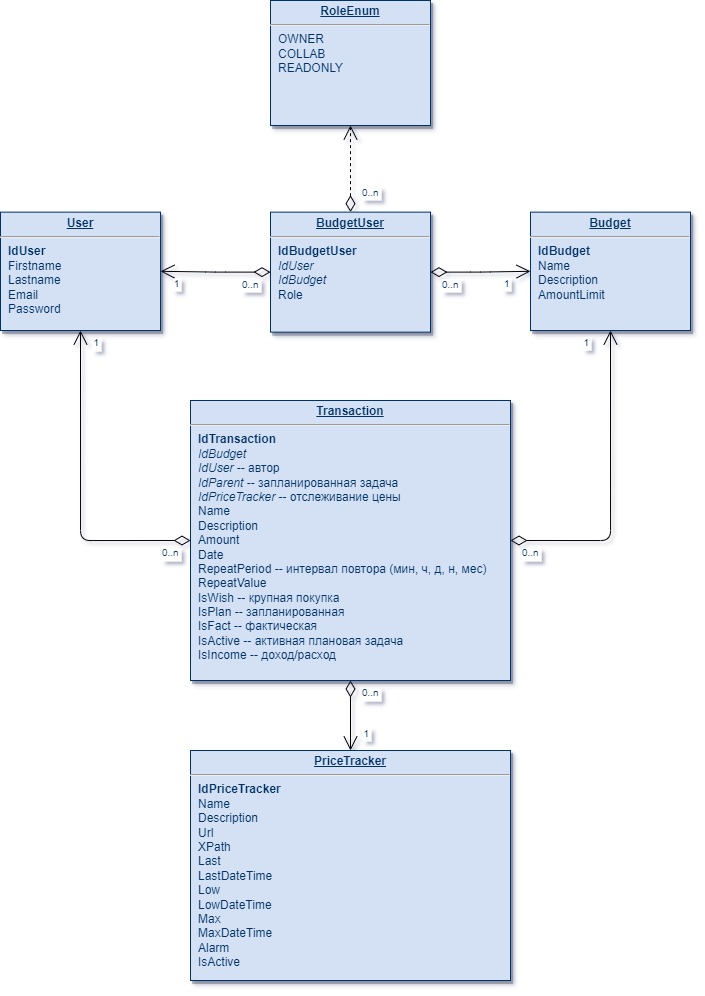 RoleEnum
OWNER
COLLAB
READONLY
0..n
User
IdUser
Firstname
Lastname
Email
Password
1
0..n
BudgetUser
IdBudgetUser
IdUser
IdBudget
Role
0..n
1
Budget
IdBudget
Name
Description
AmountLimit
1
1
Transaction
IdTransaction
IdBudget
IdUser -- автор
IdParent -- запланированная задача
IdPriceTracker -- отслеживание цены
Name
Description
Amount
Date
RepeatPeriod -- интервал повтора (мин, ч, д, н, мес)
RepeatValue
IsWish -- крупная покупка
IsPlan -- запланированная
IsFact -- фактическая
IsActive -- активная плановая задача
IsIncome -- доход/расход
0..n
0..n
0..n
1
PriceTracker
IdPriceTracker
Name
Description
Url
XPath
Last
LastDateTime
Low
LowDateTime
Max
MaxDateTime
Alarm
IsActive